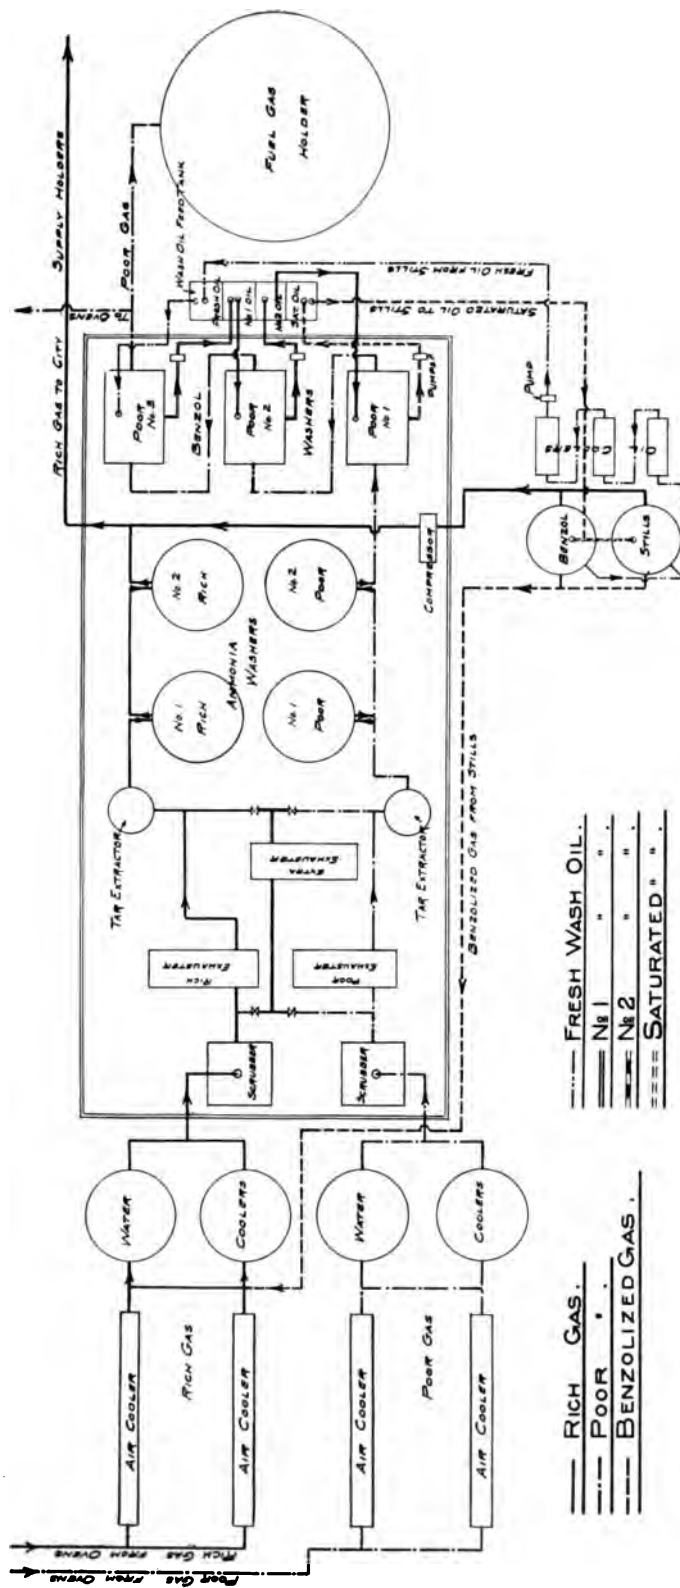 RICH GAS TO CITY
SUPPLY HOLDERS
TO OVENS
POOR GAS
FUEL GAS
HOLDER
WASH OIL FEED TANK
FRESH OIL
No 1 OIL
No 2 OIL
SAT. OIL
FRESH OIL FROM STILLS
SATURATED OIL TO STILLS
POOR
No. 3
BENZOL
POOR
No. 2
WASHERS
POOR
No 1
PUMPS
PUMP
OIL
COOLERS
BENZOL
STILLS
COMPRESSOR
No. 2
RICH
No. 2
POOR
AMMONIA
WASHERS
No. 1
RICH
No. 1
POOR
BENZOLIZED GAS FROM STILLS
TAR EXTRACTOR
TAR EXTRACTOR
EXTRA
EXHAUSTER
RICH
EXHAUSTER
POOR
EXHAUSTER
SCRUBBER
SCRUBBER
WATER
COOLERS
WATER
COOLERS
AIR COOLER
RICH GAS
AIR COOLER
AIR COOLER
POOR GAS
AIR COOLER
RICH GAS FROM OVENS
POOR GAS FROM OVENS
RICH GAS.
POOR " .
BENZOLIZED GAS.
FRESH WASH OIL.
No 1 " " .
No 2 " " .
SATURATED " " .